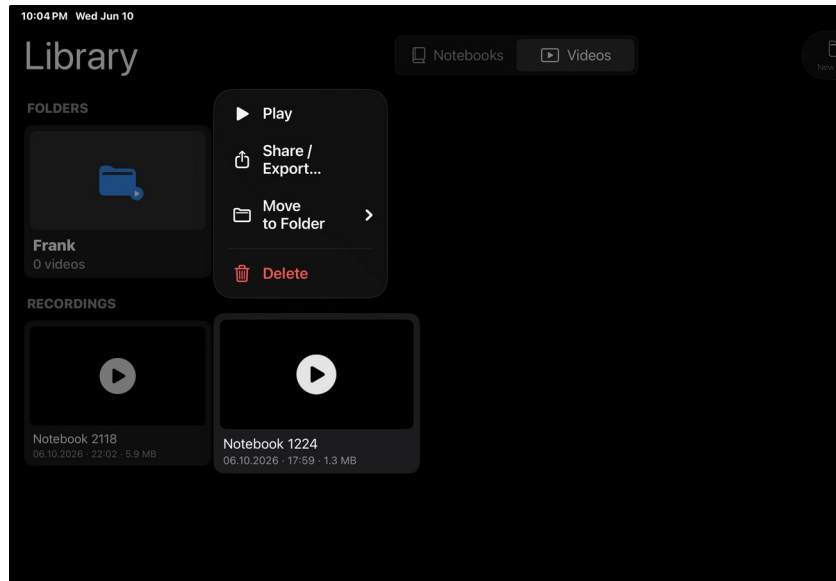 10:04 PM Wed Jun 10
Library
Notebooks
Videos
New
FOLDERS
Play
Share /
Export...
Move
to Folder
Delete
Frank
0 videos
RECORDINGS
Notebook 2118
06.10.2026 · 22:02 · 5.9 MB
Notebook 1224
06.10.2026 · 17:59 · 1.3 MB